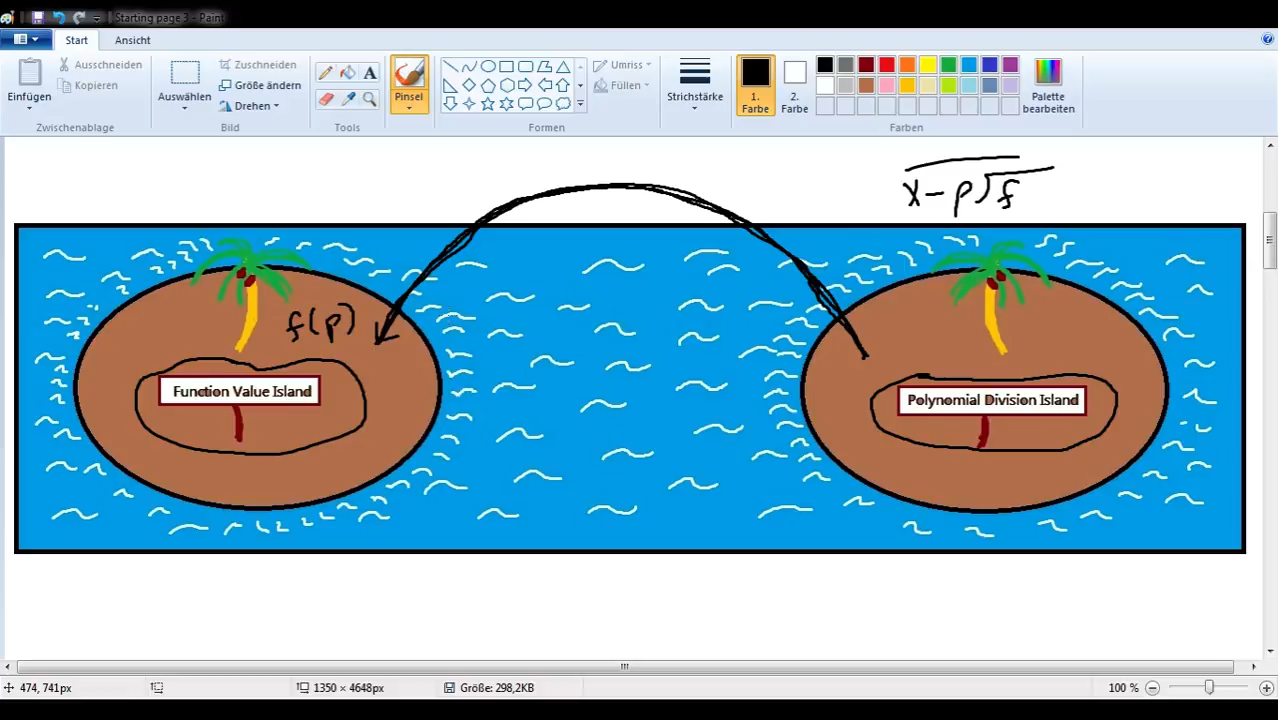 Starting page 3 - Paint
Start
Ansicht
Einfügen
Ausschneiden
Kopieren
Zwischenablage
Auswählen
Zuschneiden
Größe ändern
Drehen
Bild
A
Tools
Pinsel
Umriss
Füllen
Formen
Strichstärke
1. Farbe
2. Farbe
Palette bearbeiten
Farben
x-p)f
f(p)
Function Value Island
Polynomial Division Island
474, 741px
1350 × 4648px
Größe: 298,2KB
100 %